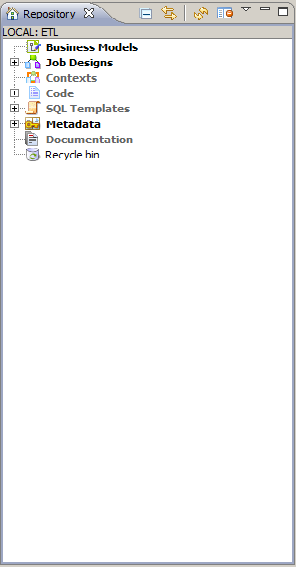 Repository
LOCAL: ETL
Business Models
Job Designs
Contexts
Code
SQL Templates
Metadata
Documentation
Recycle bin